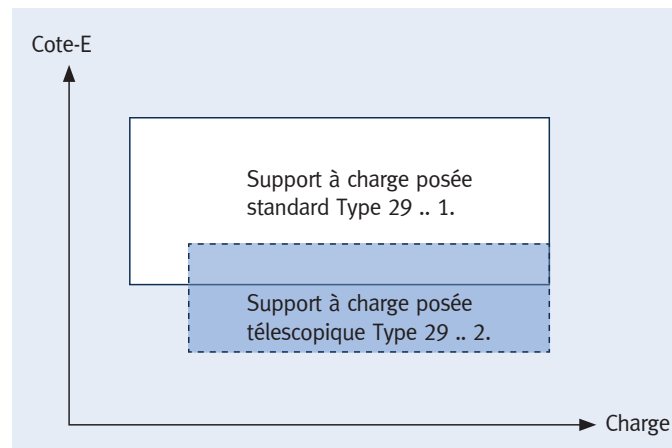 Cote-E
Support à charge posée
standard Type 29 .. 1.
Support à charge posée
télescopique Type 29 .. 2.
Charge